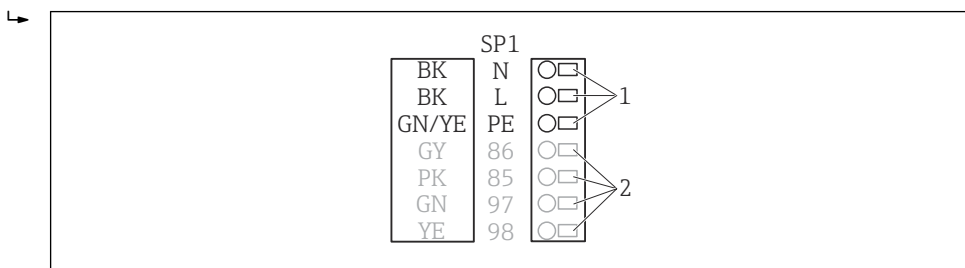 SP1
BK N
BK L 1
GN/YE PE
GY 86
PK 85 2
GN 97
YE 98